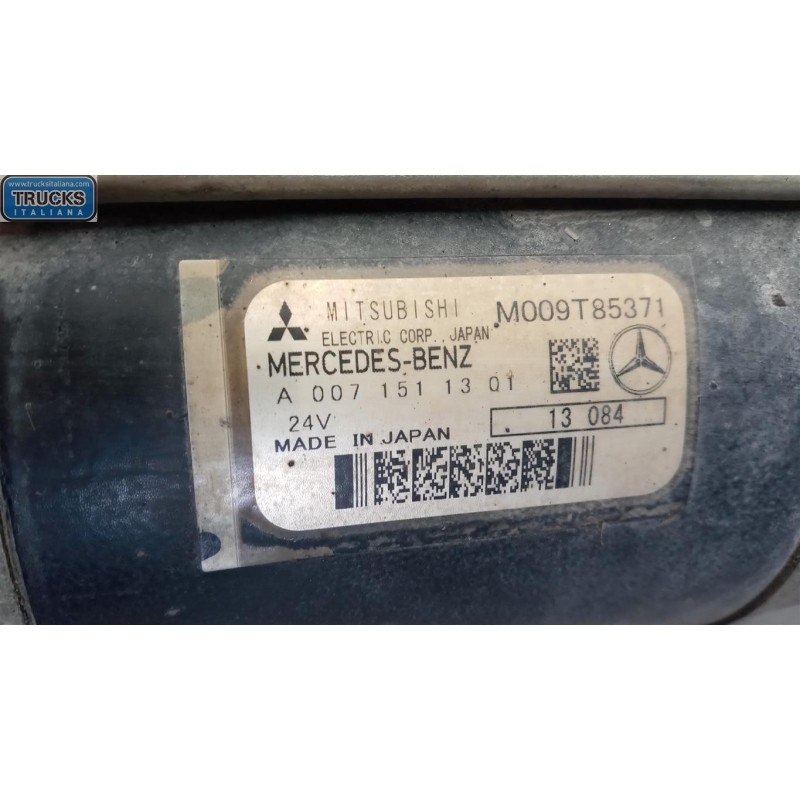 www.trucksitaliana.com
TRUCKS
ITALIANA
MITSUBISHI M009T85371
ELECTRIC CORP., JAPAN
MERCEDES-BENZ
A 007 151 13 01
24V 13 084
MADE IN JAPAN